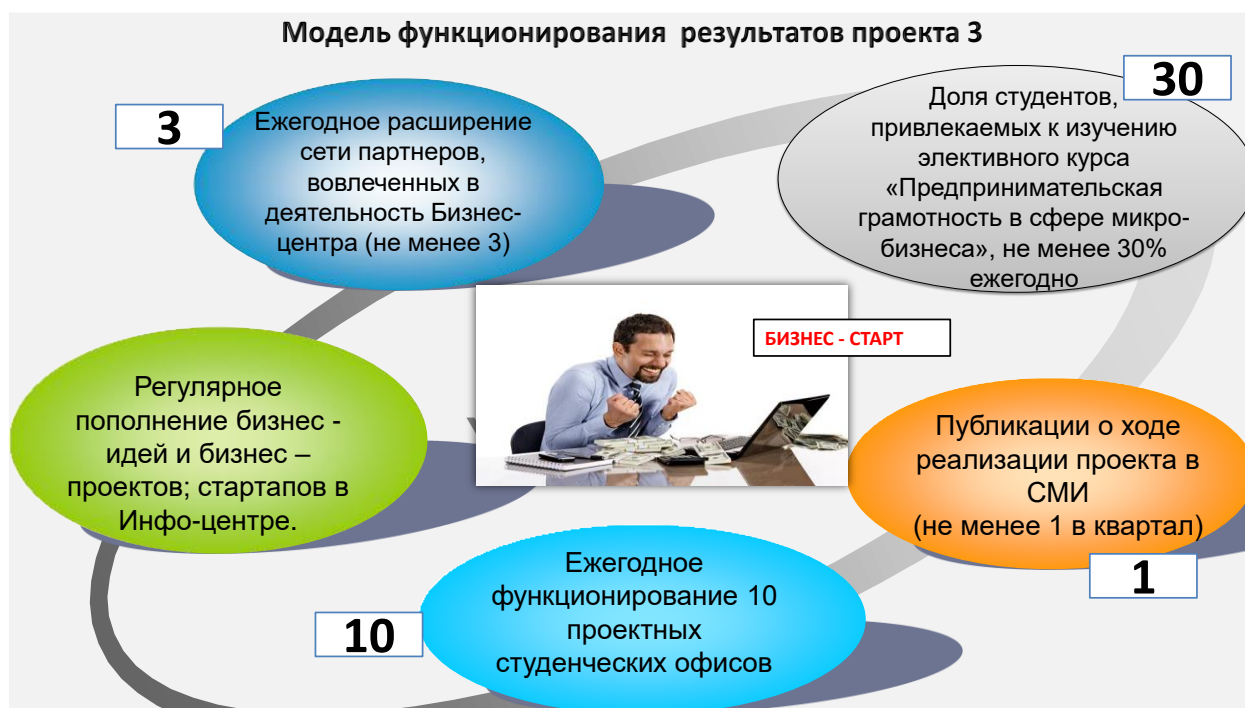 Модель функционирования результатов проекта 3
3
Ежегодное расширение
сети партнеров,
вовлеченных в
деятельность Бизнес-
центра (не менее 3)
30
Доля студентов,
привлекаемых к изучению
элективного курса
«Предпринимательская
грамотность в сфере микро-
бизнеса», не менее 30%
ежегодно
БИЗНЕС - СТАРТ
Регулярное
пополнение бизнес -
идей и бизнес –
проектов; стартапов в
Инфо-центре.
Публикации о ходе
реализации проекта в
СМИ
(не менее 1 в квартал)
1
Ежегодное
функционирование 10
проектных
студенческих офисов
10